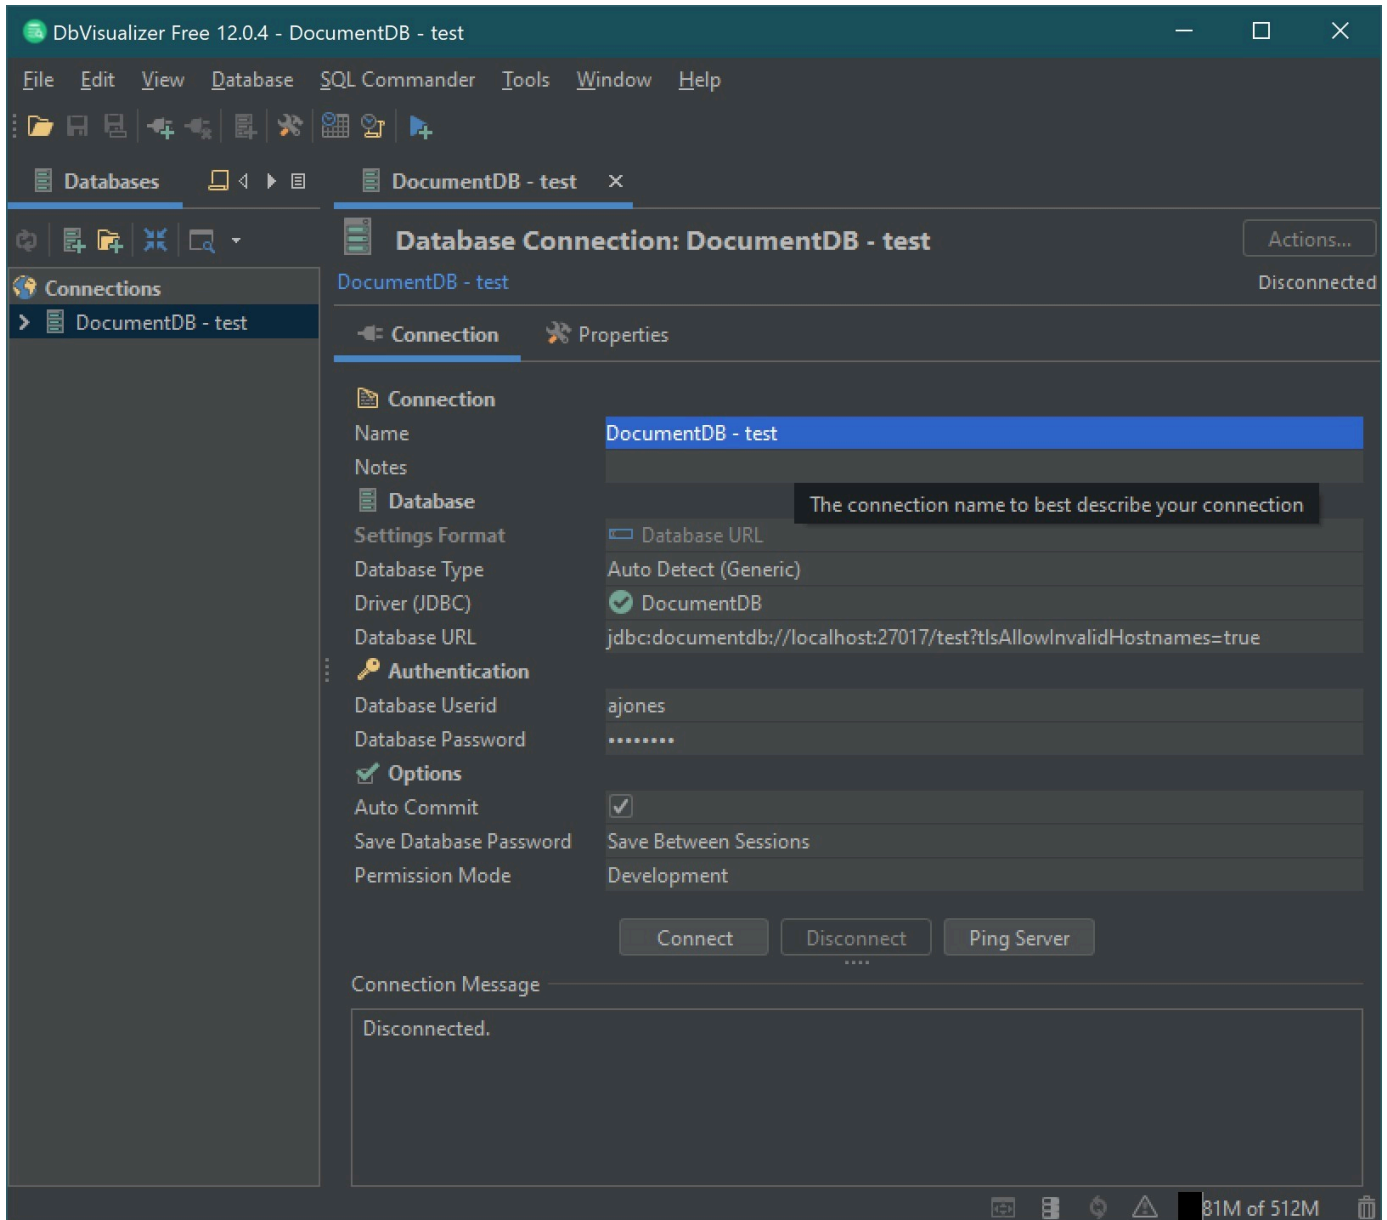 DbVisualizer Free 12.0.4 - DocumentDB - test
File Edit View Database SQL Commander Tools Window Help
Databases
DocumentDB - test
Database Connection: DocumentDB - test
Actions...
DocumentDB - test
Disconnected
Connections
DocumentDB - test
Connection Properties
Connection
Name DocumentDB - test
Notes
Database
The connection name to best describe your connection
Settings Format Database URL
Database Type Auto Detect (Generic)
Driver (JDBC) DocumentDB
Database URL jdbc:documentdb://localhost:27017/test?tlsAllowInvalidHostnames=true
Authentication
Database Userid ajones
Database Password ••••••••
Options
Auto Commit
Save Database Password Save Between Sessions
Permission Mode Development
Connect Disconnect Ping Server
Connection Message
Disconnected.
81M of 512M